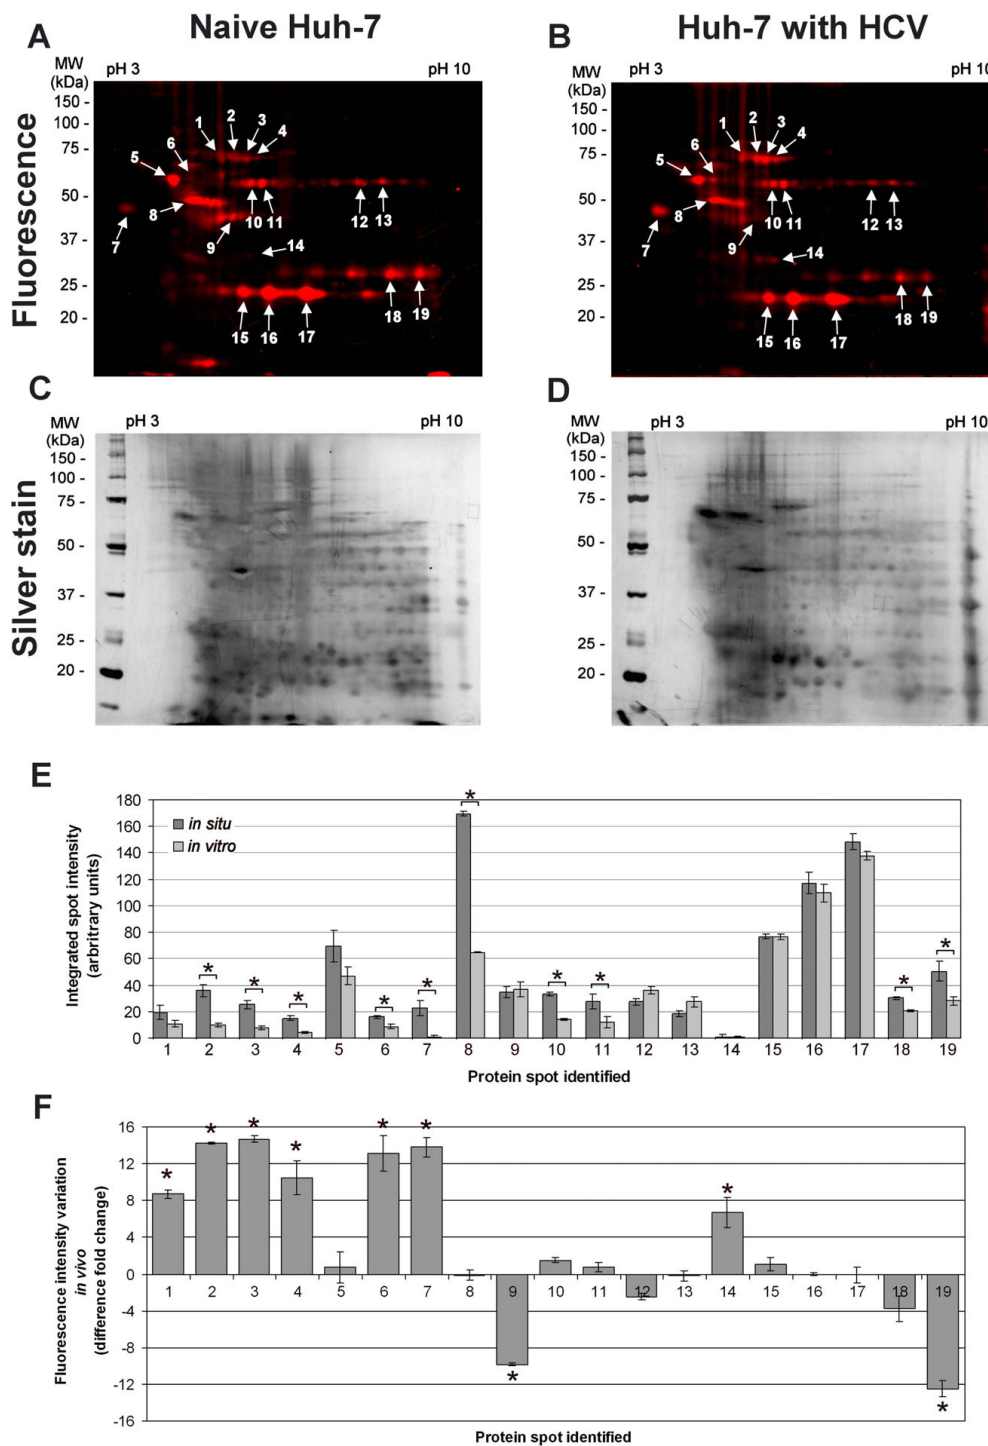 Naive Huh-7
Huh-7 with HCV
A
B
MW
(kDa)
pH 3
pH 10
MW
(kDa)
pH 3
pH 10
Fluorescence
150 -
100 -
75 -
50 -
37 -
25 -
20 -
1
2
3
4
5
6
7
8
9
10
11
12
13
14
15
16
17
18
19
150 -
100 -
75 -
50 -
37 -
25 -
20 -
1
2
3
4
5
6
7
8
9
10
11
12
13
14
15
16
17
18
19
C
D
MW
(kDa)
pH 3
pH 10
MW
(kDa)
pH 3
pH 10
Silver stain
150 -
100 -
75 -
50 -
37 -
25 -
20 -
150 -
100 -
75 -
50 -
37 -
25 -
20 -
E
Integrated spot intensity
(arbritrary units)
180
160
140
120
100
80
60
40
20
0
in situ
in vitro
* * * * * * * * * * *
1 2 3 4 5 6 7 8 9 10 11 12 13 14 15 16 17 18 19
Protein spot identified
F
Fluorescence intensity variation
in vivo
(difference fold change)
16
12
8
4
0
-4
-8
-12
-16
* * * * * * * * *
1 2 3 4 5 6 7 8 9 10 11 12 13 14 15 16 17 18 19
Protein spot identified